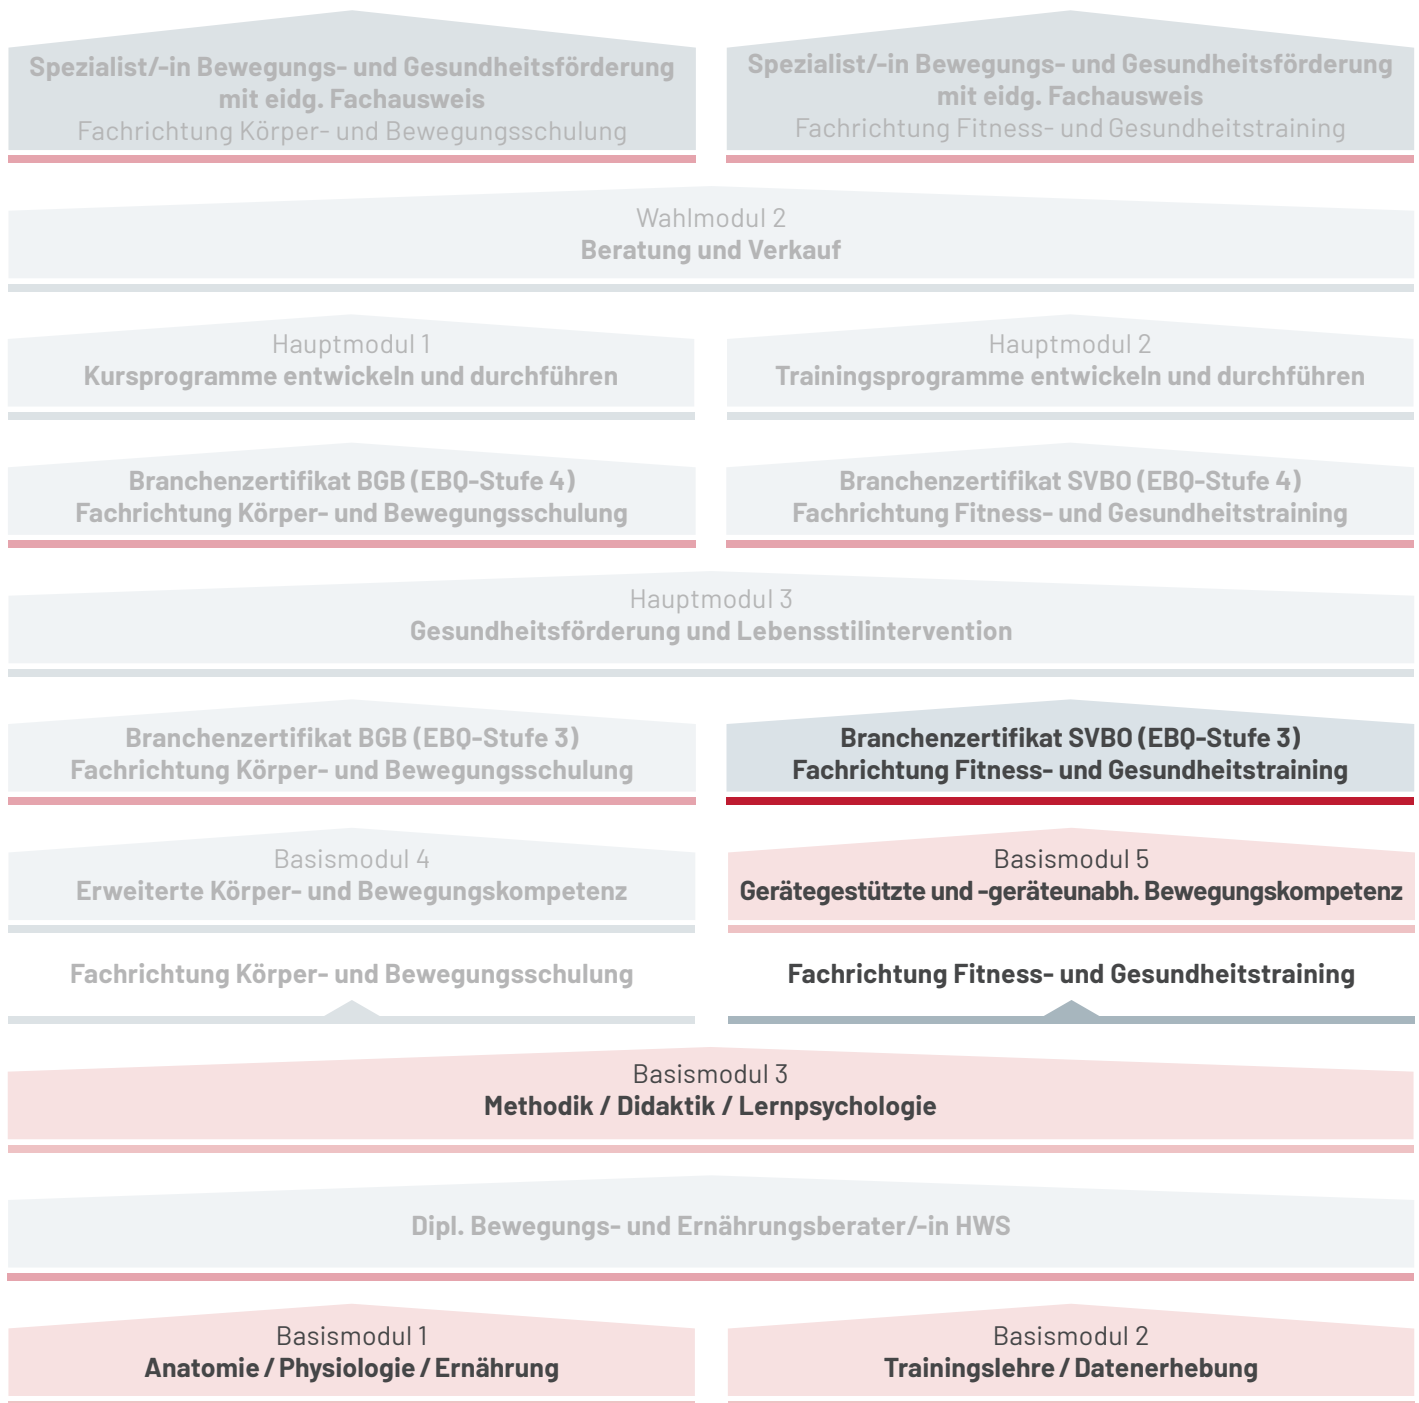 Spezialist/-in Bewegungs- und Gesundheitsförderung
mit eidg. Fachausweis
Fachrichtung Körper- und Bewegungsschulung
Spezialist/-in Bewegungs- und Gesundheitsförderung
mit eidg. Fachausweis
Fachrichtung Fitness- und Gesundheitstraining
Wahlmodul 2
Beratung und Verkauf
Hauptmodul 1
Kursprogramme entwickeln und durchführen
Hauptmodul 2
Trainingsprogramme entwickeln und durchführen
Branchenzertifikat BGB (EBQ-Stufe 4)
Fachrichtung Körper- und Bewegungsschulung
Branchenzertifikat SVBO (EBQ-Stufe 4)
Fachrichtung Fitness- und Gesundheitstraining
Hauptmodul 3
Gesundheitsförderung und Lebensstilintervention
Branchenzertifikat BGB (EBQ-Stufe 3)
Fachrichtung Körper- und Bewegungsschulung
Branchenzertifikat SVBO (EBQ-Stufe 3)
Fachrichtung Fitness- und Gesundheitstraining
Basismodul 4
Erweiterte Körper- und Bewegungskompetenz
Basismodul 5
Gerätegestützte und -geräteunabh. Bewegungskompetenz
Fachrichtung Körper- und Bewegungsschulung
Fachrichtung Fitness- und Gesundheitstraining
Basismodul 3
Methodik / Didaktik / Lernpsychologie
Dipl. Bewegungs- und Ernährungsberater/-in HWS
Basismodul 1
Anatomie / Physiologie / Ernährung
Basismodul 2
Trainingslehre / Datenerhebung